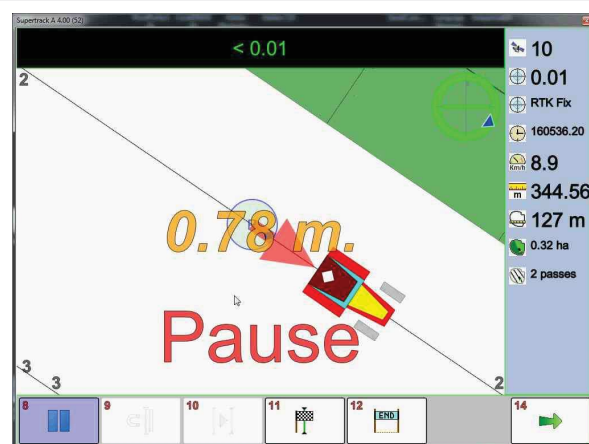 Supertrack A 4.00 (52)
< 0.01
2
10
0.01
RTK Fix
160536.20
Km/h
8.9
m
344.56
127 m
0.32 ha
2 passes
0.78 m.
Pause
3
3
2
8
9
10
11
12
END
14